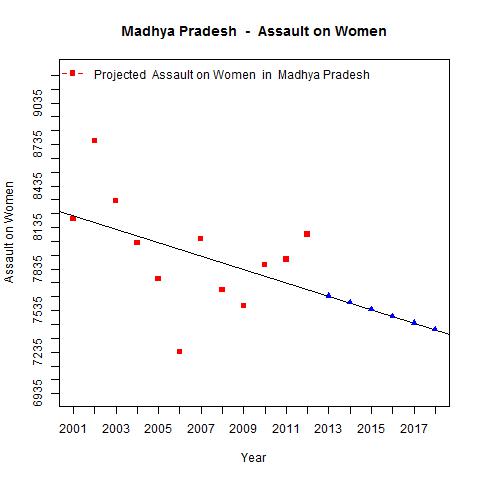 Madhya Pradesh - Assault on Women
Projected Assault on Women in Madhya Pradesh
Assault on Women
9035
8735
8435
8135
7835
7535
7235
6935
2001 2003 2005 2007 2009 2011 2013 2015 2017
Year